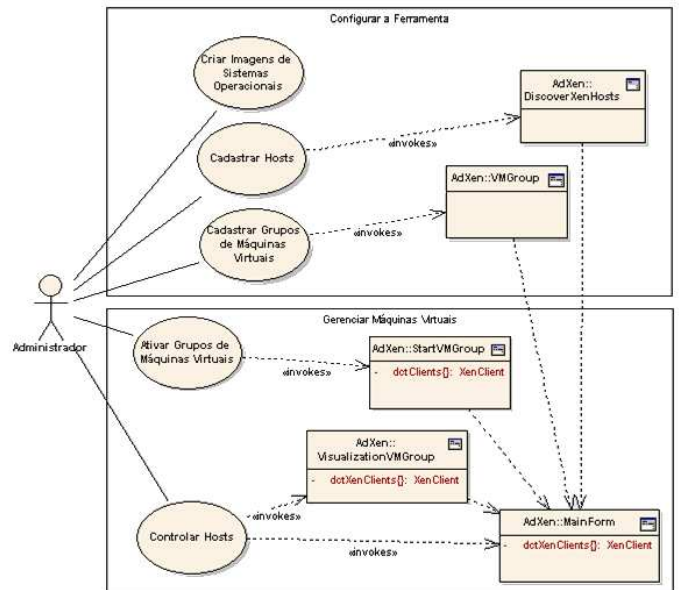 Configurar a Ferramenta
Criar Imagens de
Sistemas
Operacionais
AdXen::
DiscoverXenHosts
Cadastrar Hosts
«invokes»
AdXen::VMGroup
Cadastrar Grupos
de Máquinas
Virtuais
«invokes»
Administrador
Gerenciar Máquinas Virtuais
Ativar Grupos de
Máquinas Virtuais
«invokes»
AdXen::StartVMGroup
- dctClients{}: XenClient
AdXen::
VisualizationVMGroup
- dctXenClients{}: XenClient
Controlar Hosts
«invokes»
«invokes»
AdXen::MainForm
- dctXenClients{}: XenClient